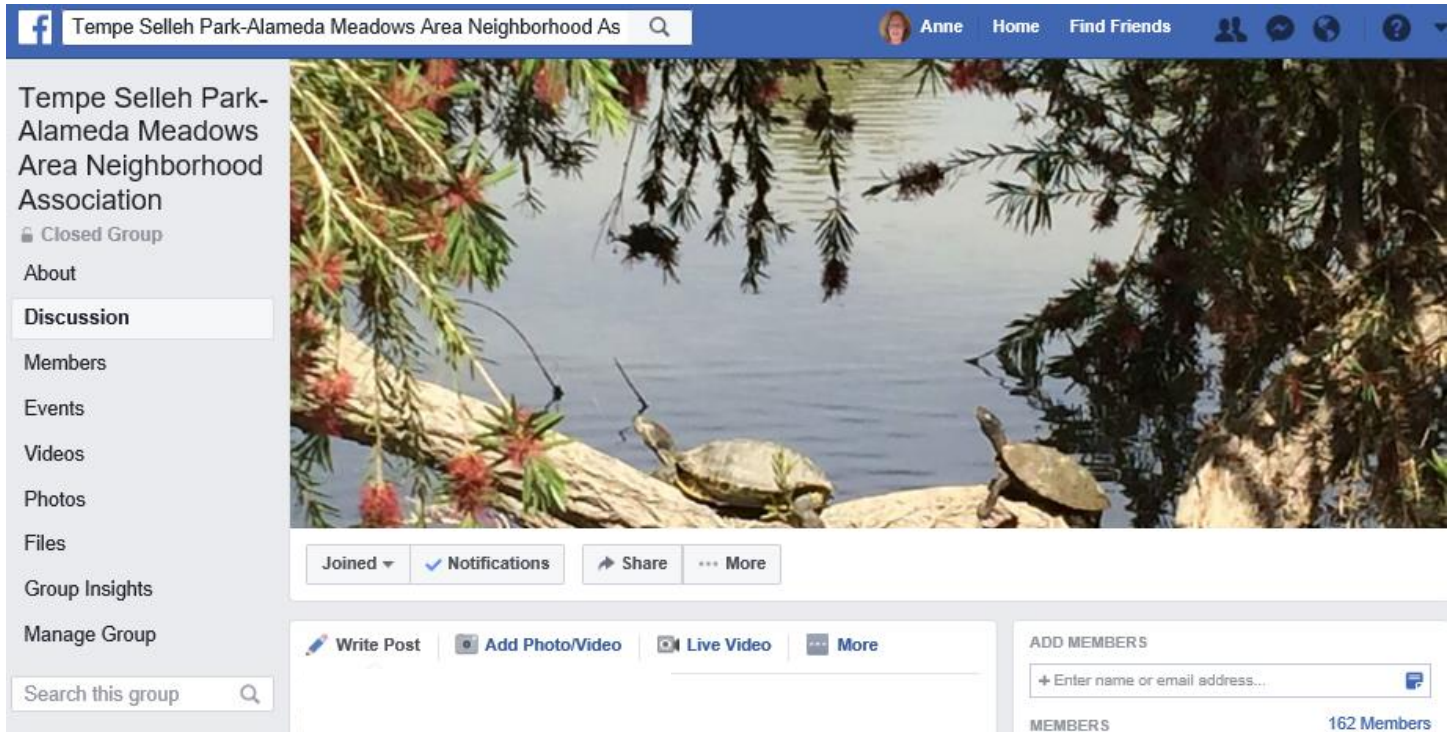 f
Tempe Selleh Park-Alameda Meadows Area Neighborhood As
Anne
Home
Find Friends
?
Tempe Selleh Park-
Alameda Meadows
Area Neighborhood
Association
Closed Group
About
Discussion
Members
Events
Videos
Photos
Files
Group Insights
Manage Group
Search this group
Joined
Notifications
Share
More
Write Post
Add Photo/Video
Live Video
More
ADD MEMBERS
+ Enter name or email address...
MEMBERS
162 Members